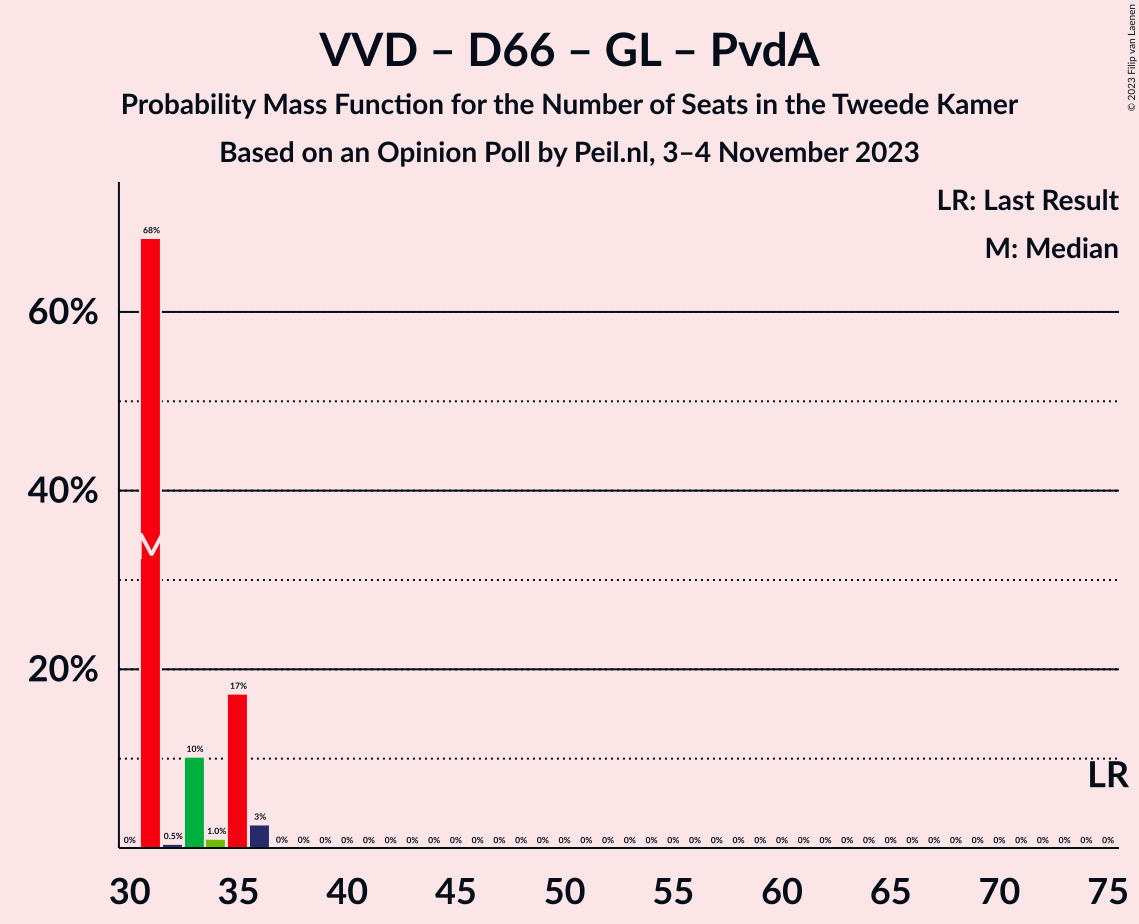 VVD – D66 – GL – PvdA
Probability Mass Function for the Number of Seats in the Tweede Kamer
Based on an Opinion Poll by Peil.nl, 3–4 November 2023
© 2023 Filip van Laenen
LR: Last Result
M: Median
60%
40%
20%
0% 68% 0.5% 10% 1.0% 17% 3% 0% 0% 0% 0% 0% 0% 0% 0% 0% 0% 0% 0% 0% 0% 0% 0% 0% 0% 0% 0% 0% 0% 0% 0% 0% 0% 0% 0% 0% 0% 0% 0% 0% 0% 0% 0% 0% 0% 0%
M
LR
30 35 40 45 50 55 60 65 70 75